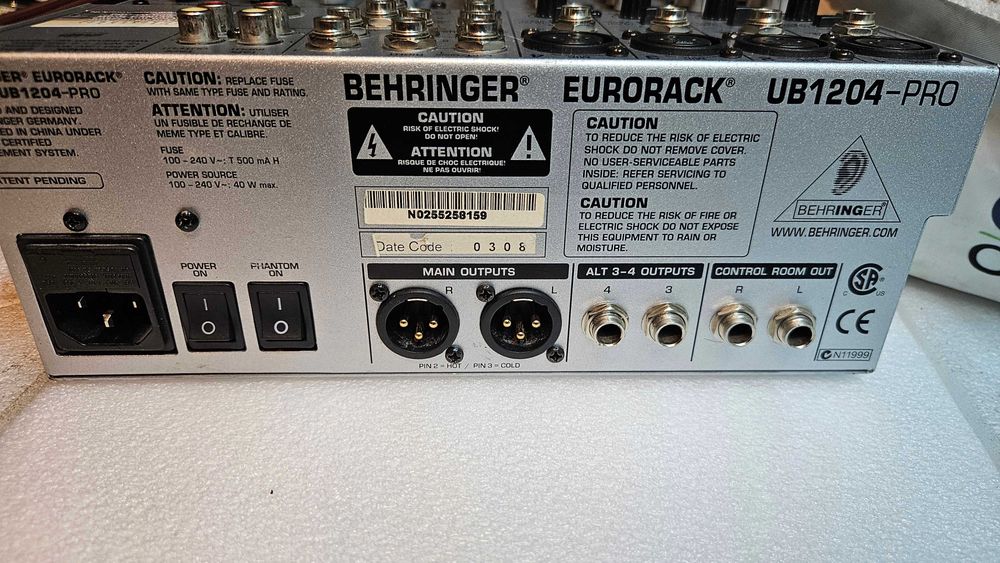 ER® EURORACK®
UB1204-PRO
D AND DESIGNED
NGER GERMANY.
ED IN CHINA UNDER
CERTIFIED
EMENT SYSTEM.
ATENT PENDING
CAUTION: REPLACE FUSE
WITH SAME TYPE FUSE AND RATING.
ATTENTION: UTILISER
UN FUSIBLE DE RECHANGE DE
MEME TYPE ET CALIBRE.
FUSE
100 - 240 V~: T 500 mA H
POWER SOURCE
100 - 240 V~: 40 W max.
BEHRINGER® EURORACK® UB1204-PRO
CAUTION
RISK OF ELECTRIC SHOCK!
DO NOT OPEN!
ATTENTION
RISQUE DE CHOC ELECTRIQUE!
NE PAS OUVRIR!
N0255258159
Date Code : 0308
CAUTION
TO REDUCE THE RISK OF ELECTRIC
SHOCK DO NOT REMOVE COVER.
NO USER-SERVICEABLE PARTS
INSIDE: REFER SERVICING TO
QUALIFIED PERSONNEL.
CAUTION
TO REDUCE THE RISK OF FIRE OR
ELECTRIC SHOCK DO NOT EXPOSE
THIS EQUIPMENT TO RAIN OR
MOISTURE.
BEHRINGER®
WWW.BEHRINGER.COM
POWER
ON
PHANTOM
ON
MAIN OUTPUTS
R L
PIN 2 = HOT / PIN 3 = COLD
ALT 3-4 OUTPUTS
4 3
CONTROL ROOM OUT
R L
C SA US
CE
N11999